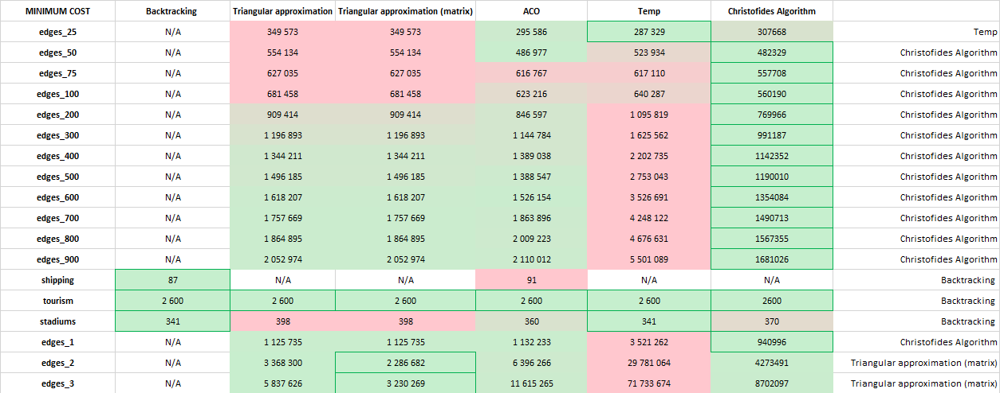 MINIMUM COST Backtracking Triangular approximation Triangular approximation (matrix) ACO Temp Christofides Algorithm
edges_25 N/A 349 573 349 573 295 586 287 329 307668 Temp
edges_50 N/A 554 134 554 134 486 977 523 934 482329 Christofides Algorithm
edges_75 N/A 627 035 627 035 616 767 617 110 557708 Christofides Algorithm
edges_100 N/A 681 458 681 458 623 216 640 287 560190 Christofides Algorithm
edges_200 N/A 909 414 909 414 846 597 1 095 819 769966 Christofides Algorithm
edges_300 N/A 1 196 893 1 196 893 1 144 784 1 625 562 991187 Christofides Algorithm
edges_400 N/A 1 344 211 1 344 211 1 389 038 2 202 735 1142352 Christofides Algorithm
edges_500 N/A 1 496 185 1 496 185 1 388 547 2 753 043 1190010 Christofides Algorithm
edges_600 N/A 1 618 207 1 618 207 1 526 154 3 526 691 1354084 Christofides Algorithm
edges_700 N/A 1 757 669 1 757 669 1 863 896 4 248 122 1490713 Christofides Algorithm
edges_800 N/A 1 864 895 1 864 895 2 009 223 4 676 631 1567355 Christofides Algorithm
edges_900 N/A 2 052 974 2 052 974 2 110 012 5 501 089 1681026 Christofides Algorithm
shipping 87 N/A N/A 91 N/A N/A Backtracking
tourism 2 600 2 600 2 600 2 600 2 600 2600 Backtracking
stadiums 341 398 398 360 341 370 Backtracking
edges_1 N/A 1 125 735 1 125 735 1 132 233 3 521 262 940996 Christofides Algorithm
edges_2 N/A 3 368 300 2 286 682 6 396 266 29 781 064 4273491 Triangular approximation (matrix)
edges_3 N/A 5 837 626 3 230 269 11 615 265 71 733 674 8702097 Triangular approximation (matrix)